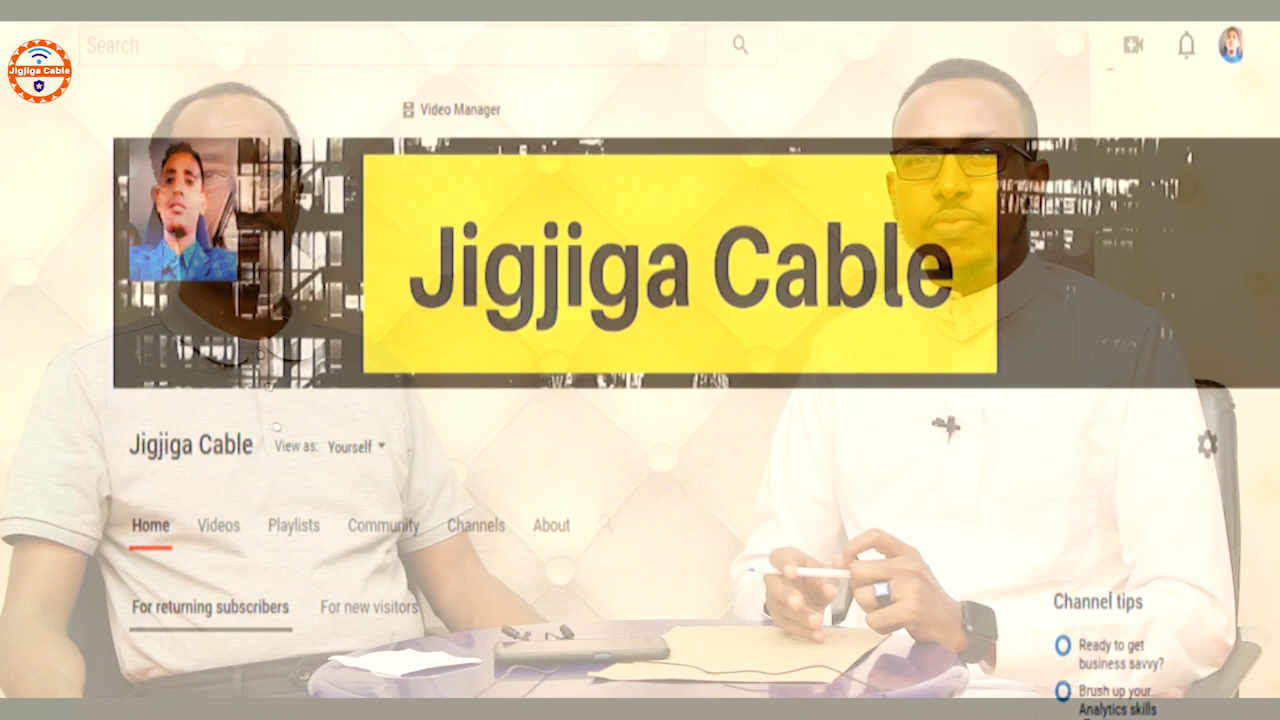 Search
Jigjiga Cable
Video Manager
Jigjiga Cable
Jigjiga Cable View as: Yourself
Home Videos Playlists Community Channels About
For returning subscribers For new visitors
Channel tips
Ready to get
business savvy?
Brush up your
Analytics skills